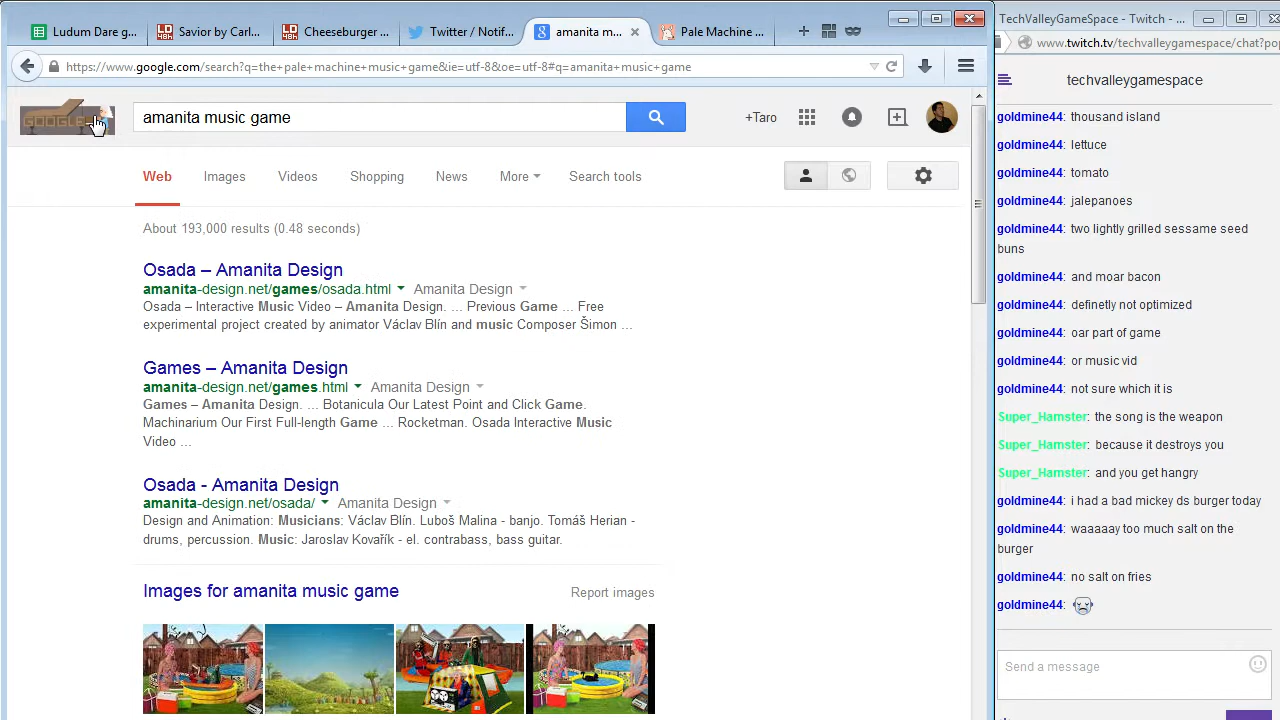 Ludum Dare g...
Savior by Carl...
Cheeseburger ...
Twitter / Notif...
amanita m...
Pale Machine ...
https://www.google.com/search?q=the+pale+machine+music+game&ie=utf-8&oe=utf-8#q=amanita+music+game
GOOGLE
amanita music game
+Taro
Web
Images
Videos
Shopping
News
More
Search tools
About 193,000 results (0.48 seconds)
Osada – Amanita Design
amanita-design.net/games/osada.html
Amanita Design
Osada – Interactive Music Video – Amanita Design. ... Previous Game ... Free
experimental project created by animator Václav Blín and music Composer Šimon ...
Games – Amanita Design
amanita-design.net/games.html
Amanita Design
Games – Amanita Design. ... Botanicula Our Latest Point and Click Game.
Machinarium Our First Full length Game ... Rocketman. Osada Interactive Music
Video ...
Osada - Amanita Design
amanita-design.net/osada/
Amanita Design
Design and Animation: Musicians: Václav Blín. Luboš Malina - banjo. Tomáš Herian -
drums, percussion. Music: Jaroslav Kovařík - el. contrabass, bass guitar.
Images for amanita music game
Report images
TechValleyGameSpace - Twitch - ...
www.twitch.tv/techvalleygamespace/chat?pop
techvalleygamespace
goldmine44: thousand island
goldmine44: lettuce
goldmine44: tomato
goldmine44: jalepanoes
goldmine44: two lightly grilled sessame seed
buns
goldmine44: and moar bacon
goldmine44: definetly not optimized
goldmine44: oar part of game
goldmine44: or music vid
goldmine44: not sure which it is
Super_Hamster: the song is the weapon
Super_Hamster: because it destroys you
Super_Hamster: and you get hangry
goldmine44: i had a bad mickey ds burger today
goldmine44: waaaaay too much salt on the
burger
goldmine44: no salt on fries
goldmine44:
Send a message